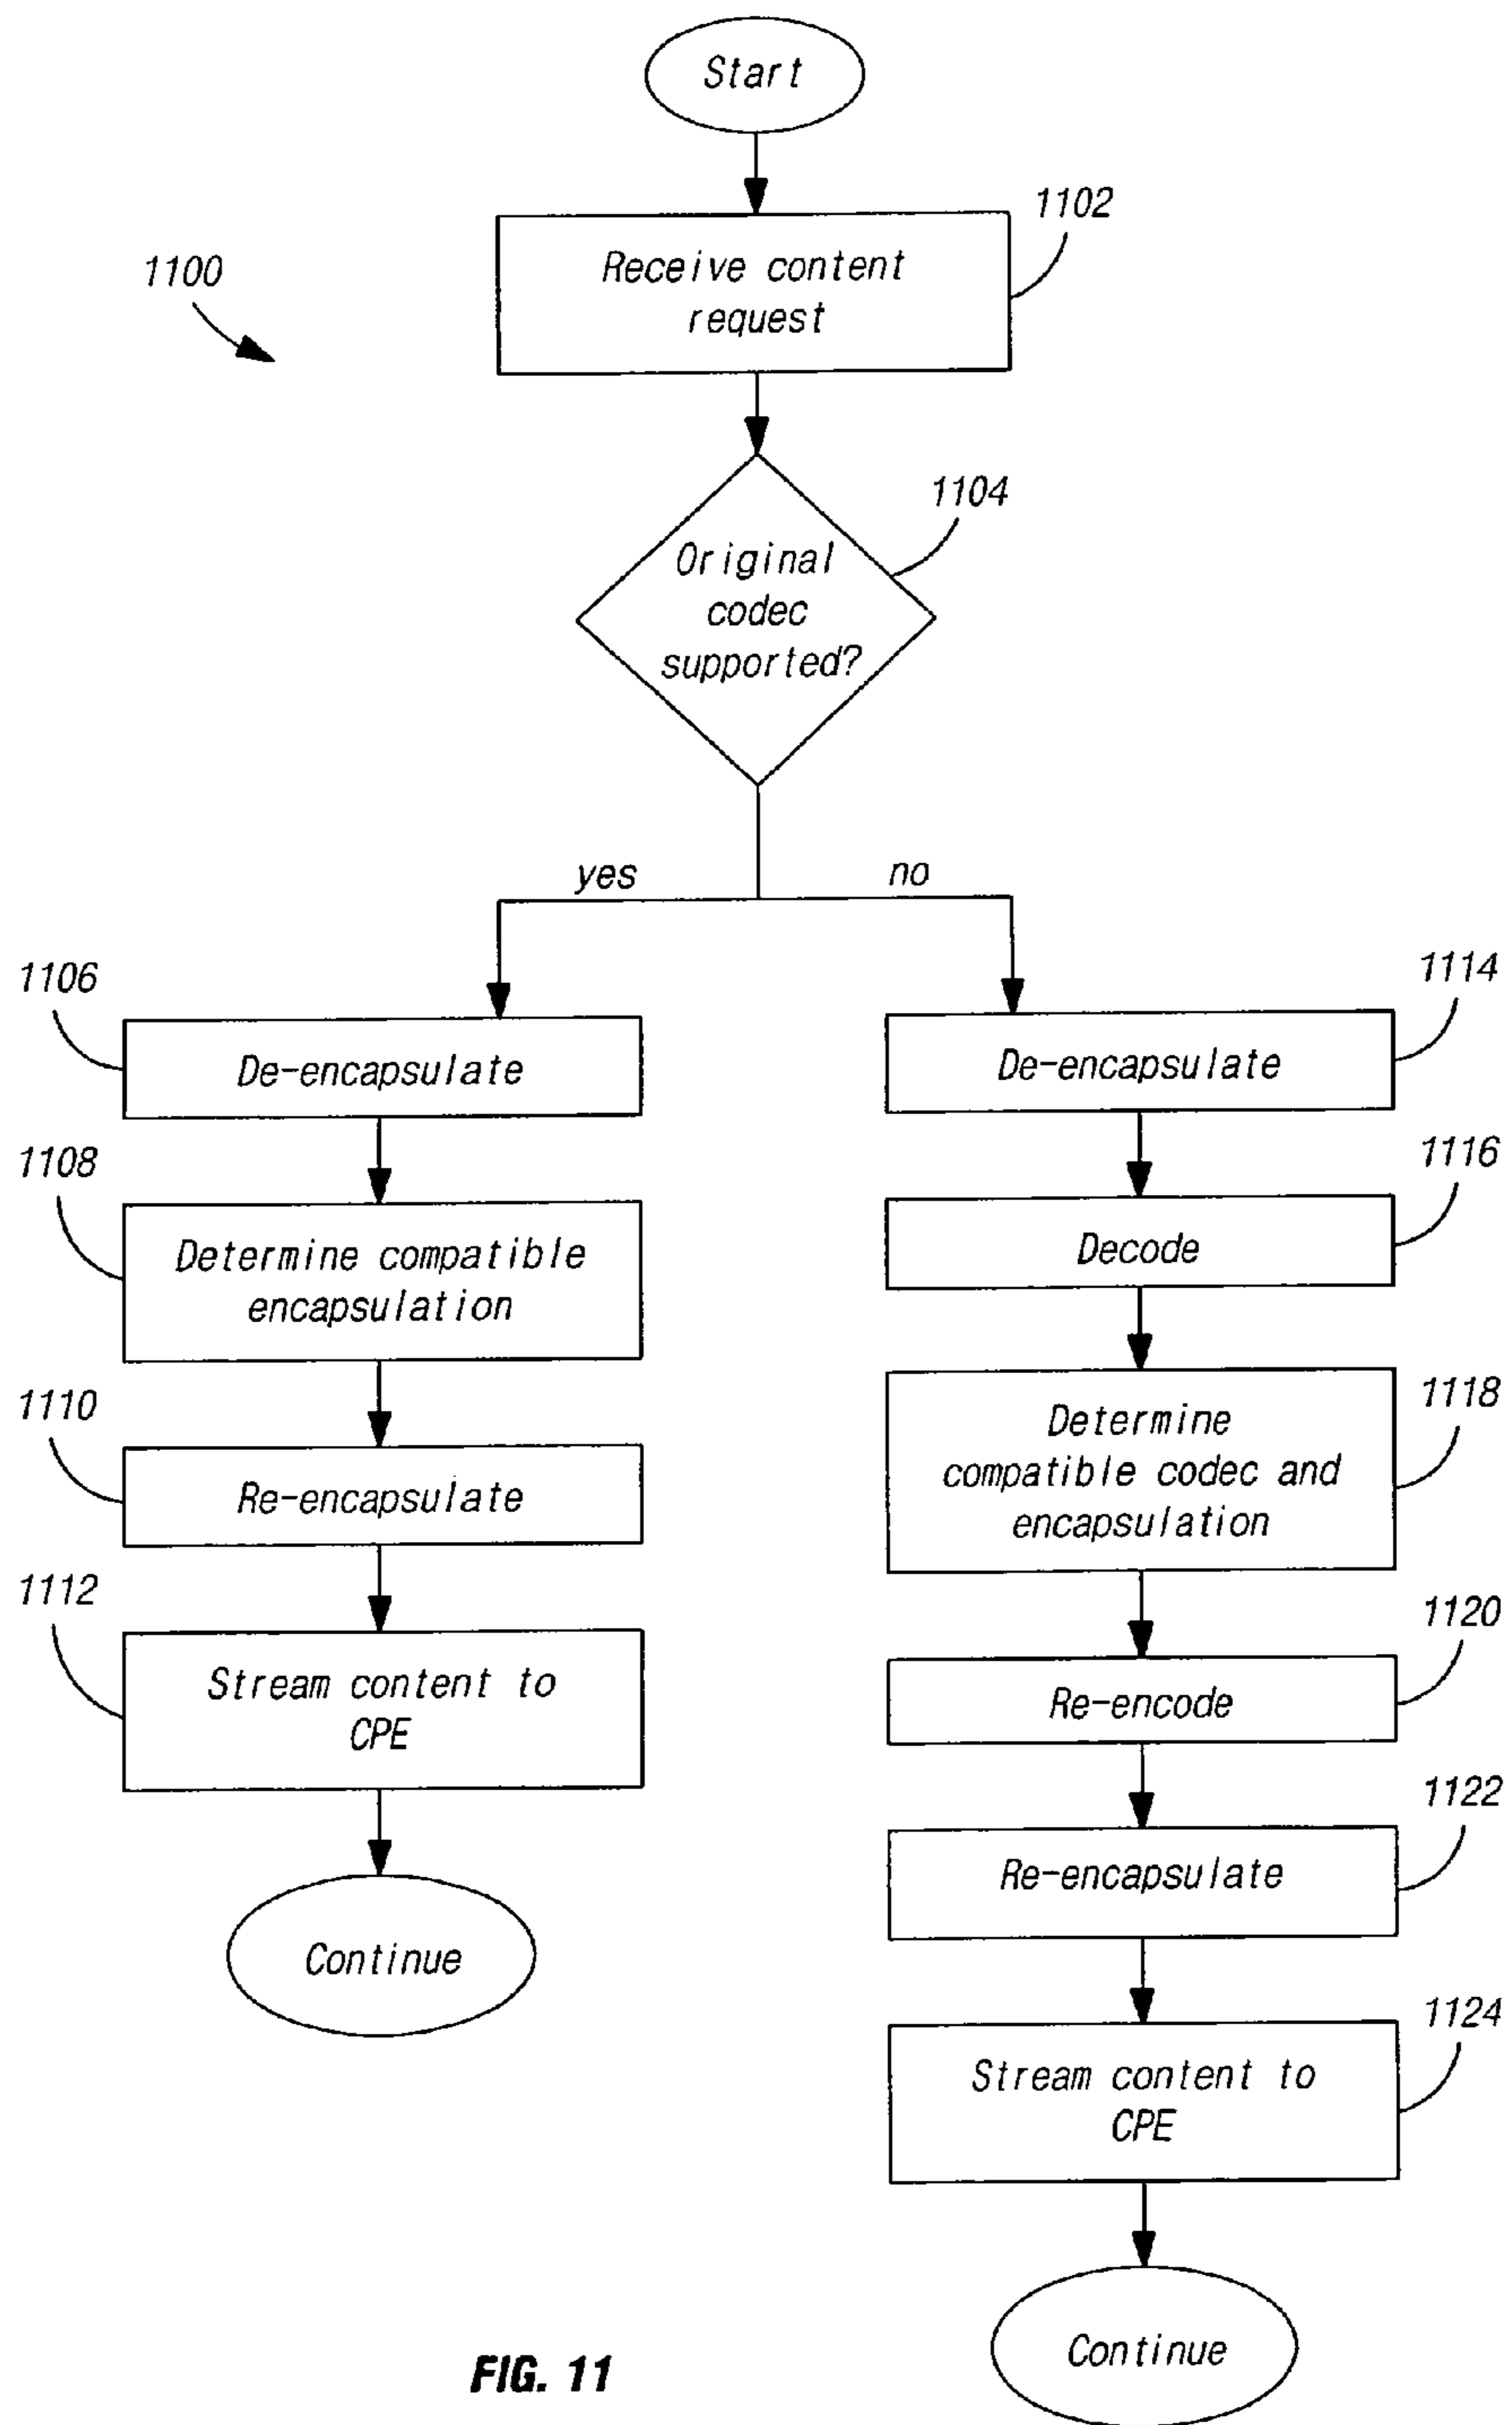 Start
1102
Receive content
request
1100
1104
Original
codec
supported?
yes
no
1106
De-encapsulate
1108
Determine compatible
encapsulation
1110
Re-encapsulate
1112
Stream content to
CPE
Continue
1114
De-encapsulate
1116
Decode
1118
Determine
compatible codec and
encapsulation
1120
Re-encode
1122
Re-encapsulate
1124
Stream content to
CPE
Continue
FIG. 11